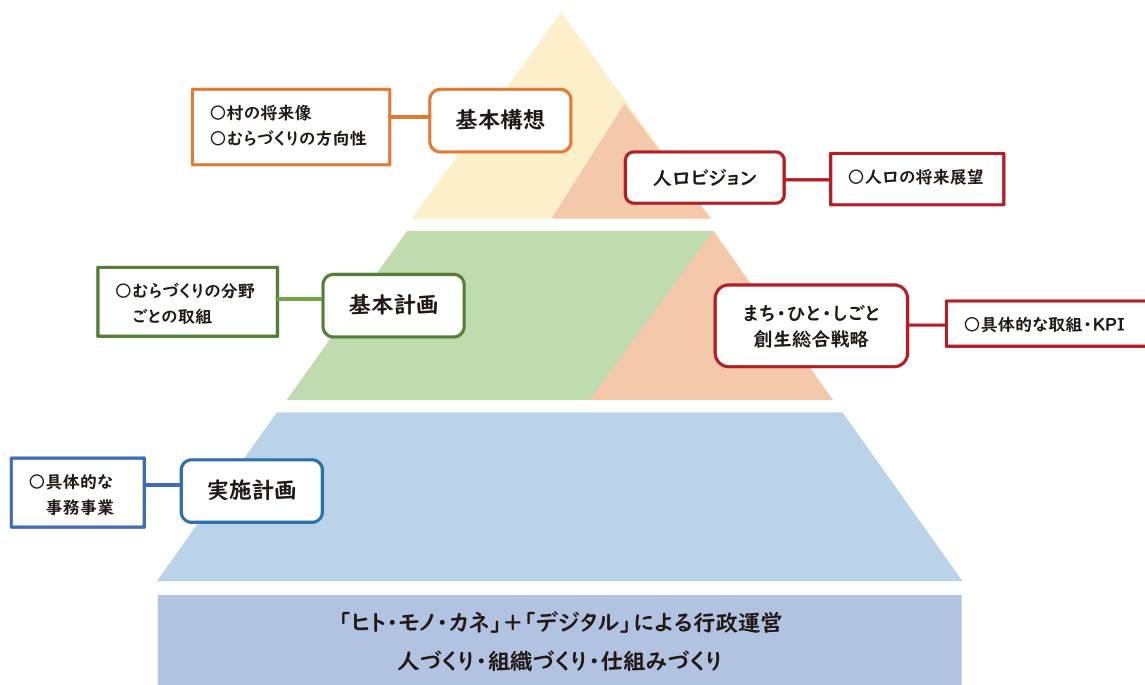 ○村の将来像
○むらづくりの方向性
基本構想
人口ビジョン
○人口の将来展望
○むらづくりの分野
ごとの取組
基本計画
まち・ひと・しごと
創生総合戦略
○具体的な取組・KPI
○具体的な
事務事業
実施計画
「ヒト・モノ・カネ」+「デジタル」による行政運営
人づくり・組織づくり・仕組みづくり